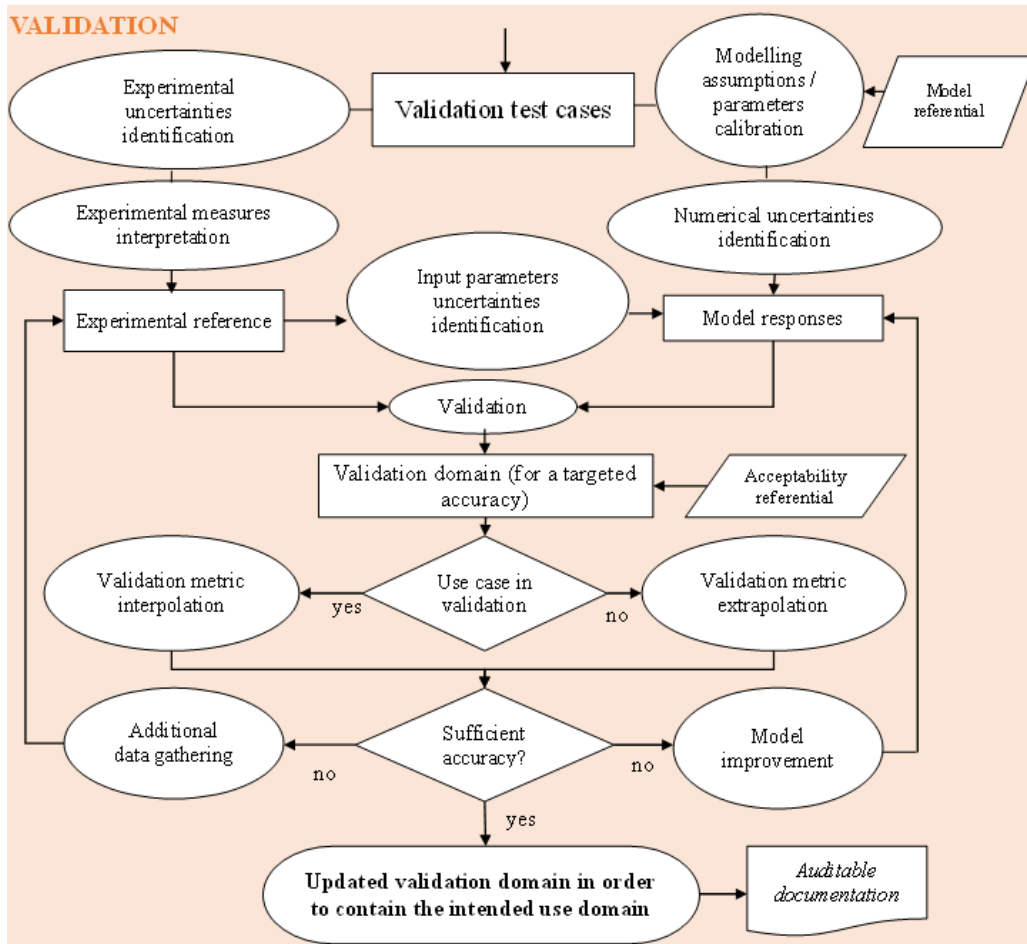 VALIDATION
Experimental
uncertainties
identification
Validation test cases
Modelling
assumptions /
parameters
calibration
Model
referential
Experimental measures
interpretation
Numerical uncertainties
identification
Input parameters
uncertainties
identification
Experimental reference
Model responses
Validation
Validation domain (for a targeted
accuracy)
Acceptability
referential
Validation metric
interpolation
yes
Use case in
validation
no
Validation metric
extrapolation
Additional
data gathering
no
Sufficient
accuracy?
no
Model
improvement
yes
Updated validation domain in order
to contain the intended use domain
Auditable
documentation